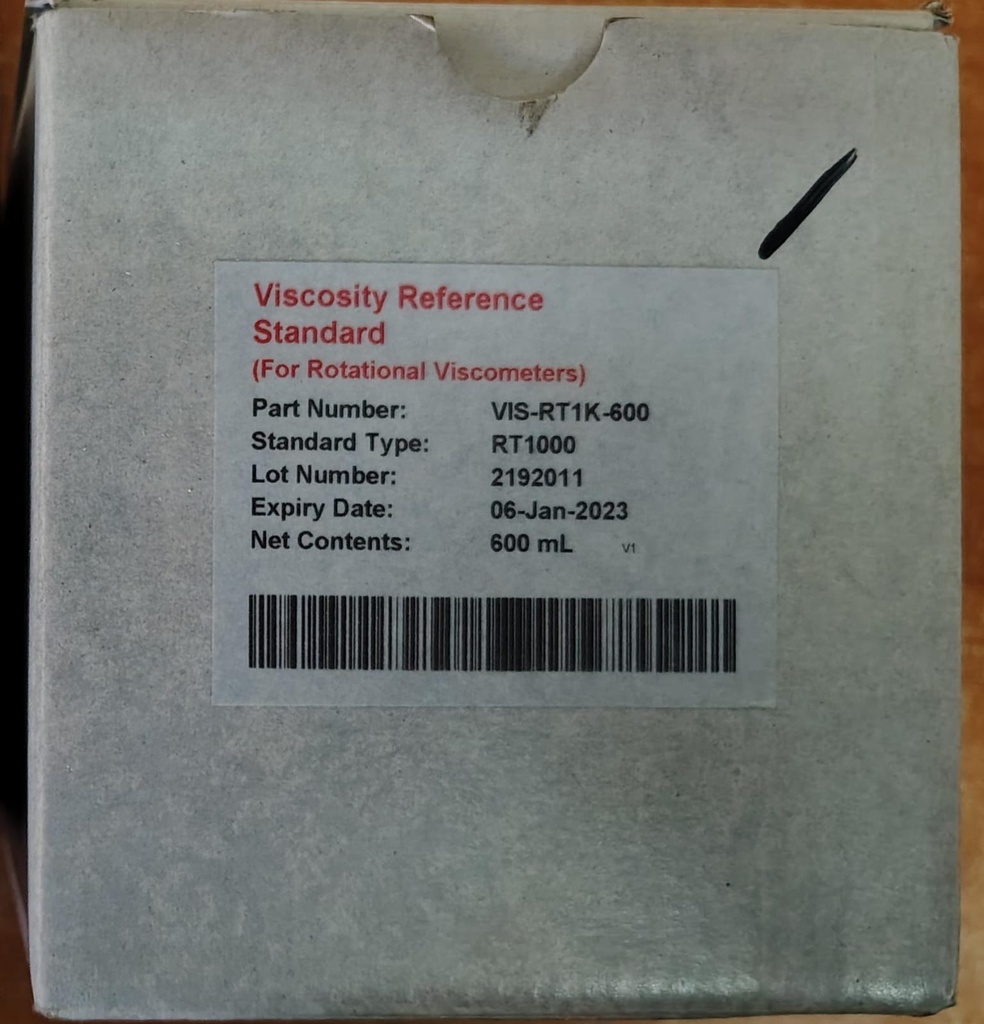 Viscosity Reference
Standard
(For Rotational Viscometers)
Part Number: VIS-RT1K-600
Standard Type: RT1000
Lot Number: 2192011
Expiry Date: 06-Jan-2023
Net Contents: 600 mL V1